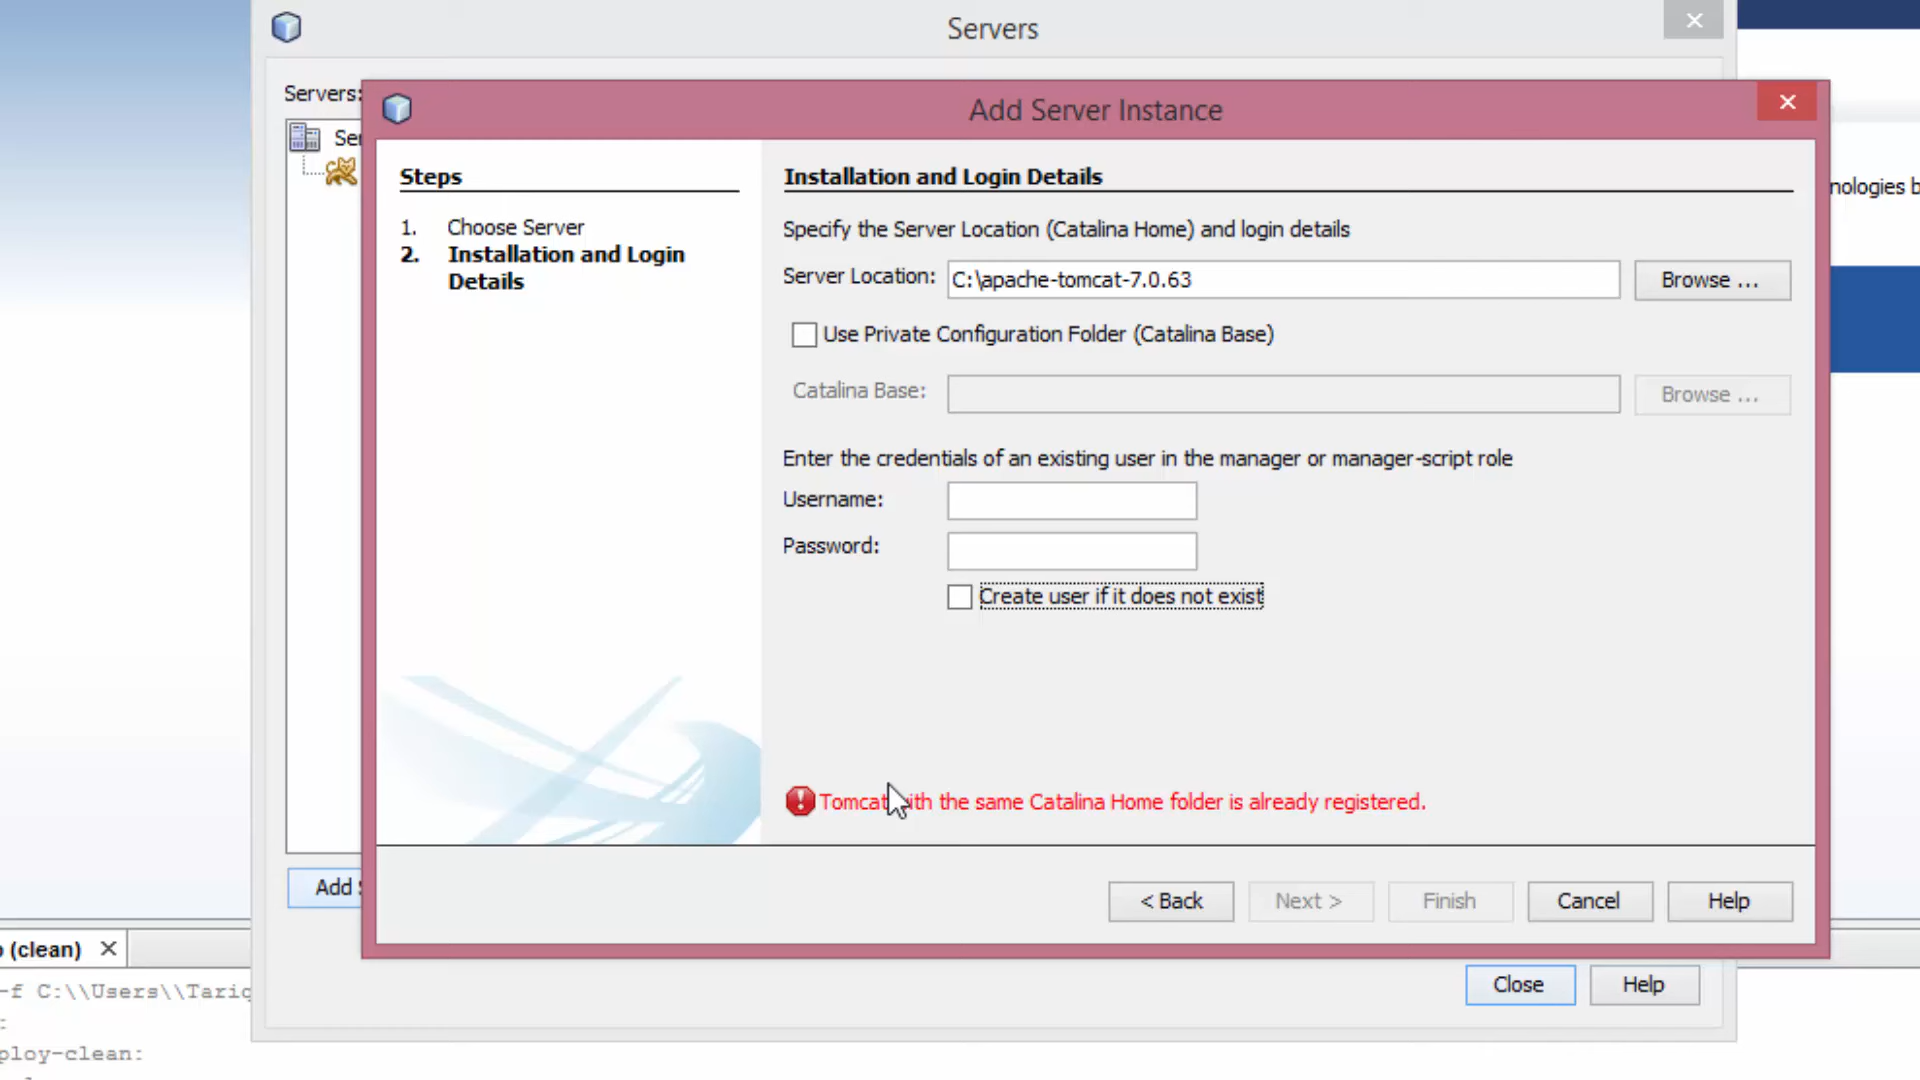 Servers
Servers:
Add Server Instance
Ser
Steps
1. Choose Server
2. Installation and Login
Details
Installation and Login Details
Specify the Server Location (Catalina Home) and login details
Server Location: C:\apache-tomcat-7.0.63 Browse ...
Use Private Configuration Folder (Catalina Base)
Catalina Base: Browse ...
Enter the credentials of an existing user in the manager or manager-script role
Username:
Password:
Create user if it does not exist
Tomcat with the same Catalina Home folder is already registered.
< Back Next > Finish Cancel Help
Add
Close Help
nologies b
(clean)
-f C:\\Users\\Tariq
:
ploy-clean: